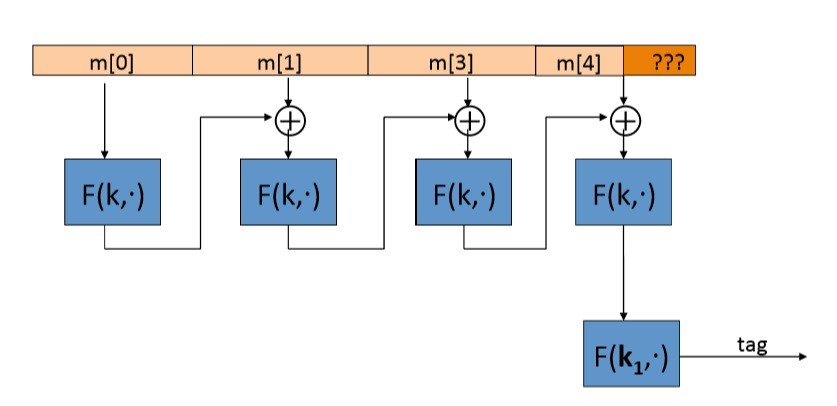 m[0] m[1] m[3] m[4] ???
F(k,·) F(k,·) F(k,·) F(k,·)
F(k₁,·) tag